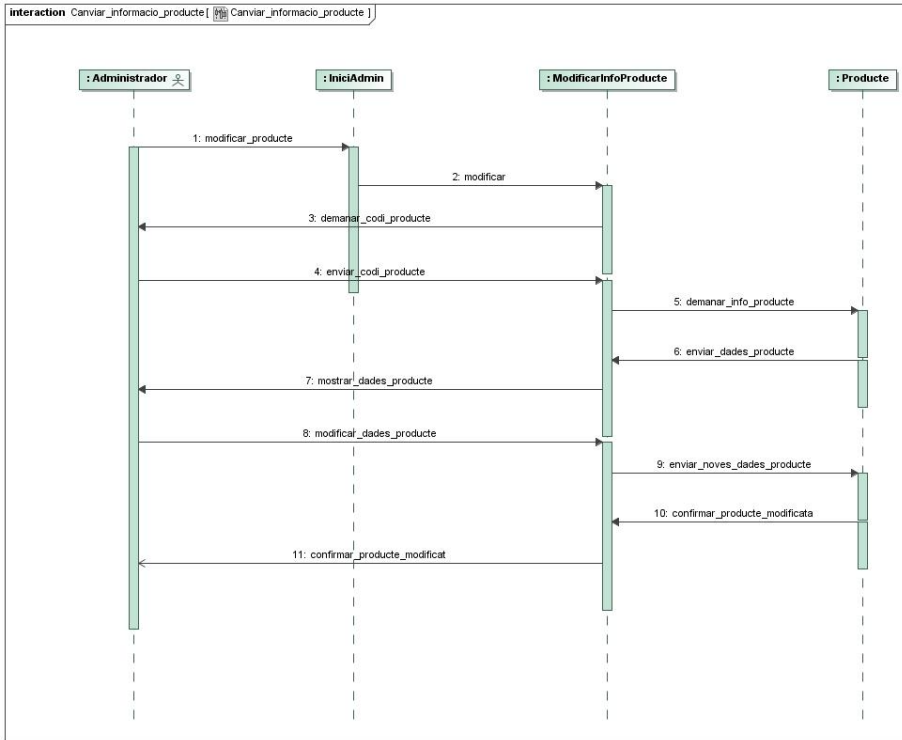 interaction Canviar_informacio_producte[ Canviar_informacio_producte ]
: Administrador
: IniciAdmin
: ModificarInfoProducte
: Producte
1: modificar_producte
2: modificar
3: demanar_codi_producte
4: enviar_codi_producte
5: demanar_info_producte
6: enviar_dades_producte
7: mostrar_dades_producte
8: modificar_dades_producte
9: enviar_noves_dades_producte
10: confirmar_producte_modificata
11: confirmar_producte_modificat